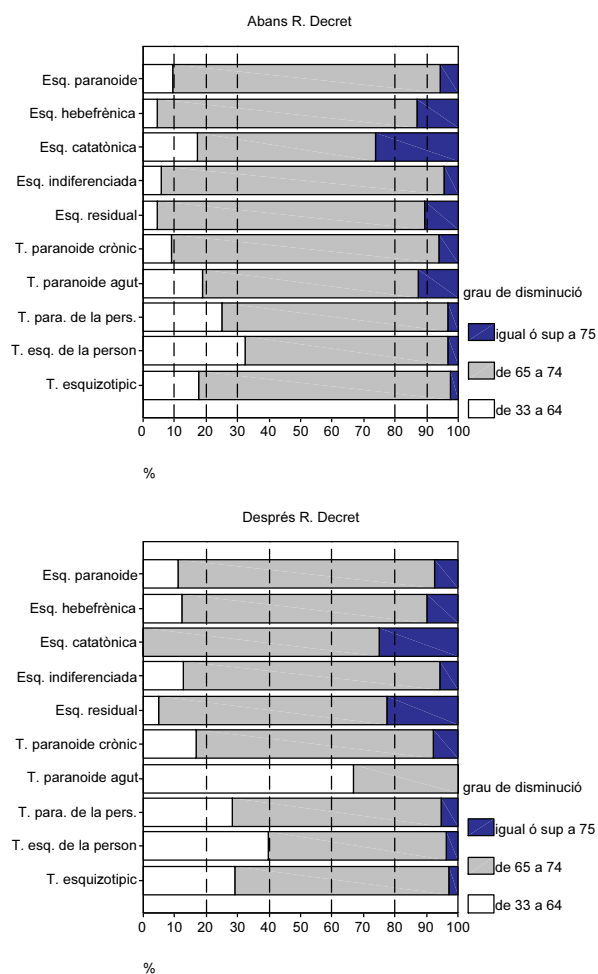 Abans R. Decret
Esq. paranoide
Esq. hebefrènica
Esq. catatònica
Esq. indiferenciada
Esq. residual
T. paranoide crònic
T. paranoide agut
T. para. de la pers.
T. esq. de la person
T. esquizotipic
grau de disminució
igual ó sup a 75
de 65 a 74
de 33 a 64
0 10 20 30 40 50 60 70 80 90 100
%
Després R. Decret
Esq. paranoide
Esq. hebefrènica
Esq. catatònica
Esq. indiferenciada
Esq. residual
T. paranoide crònic
T. paranoide agut
T. para. de la pers.
T. esq. de la person
T. esquizotipic
grau de disminució
igual ó sup a 75
de 65 a 74
de 33 a 64
0 10 20 30 40 50 60 70 80 90 100
%